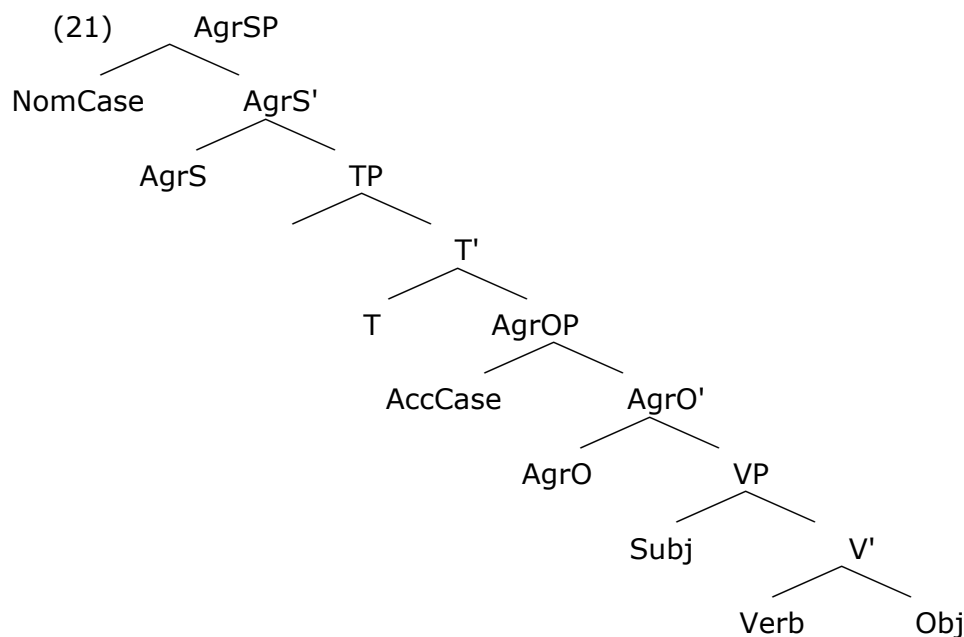 (21) AgrSP
NomCase AgrS'
AgrS TP
T'
T AgrOP
AccCase AgrO'
AgrO VP
Subj V'
Verb Obj